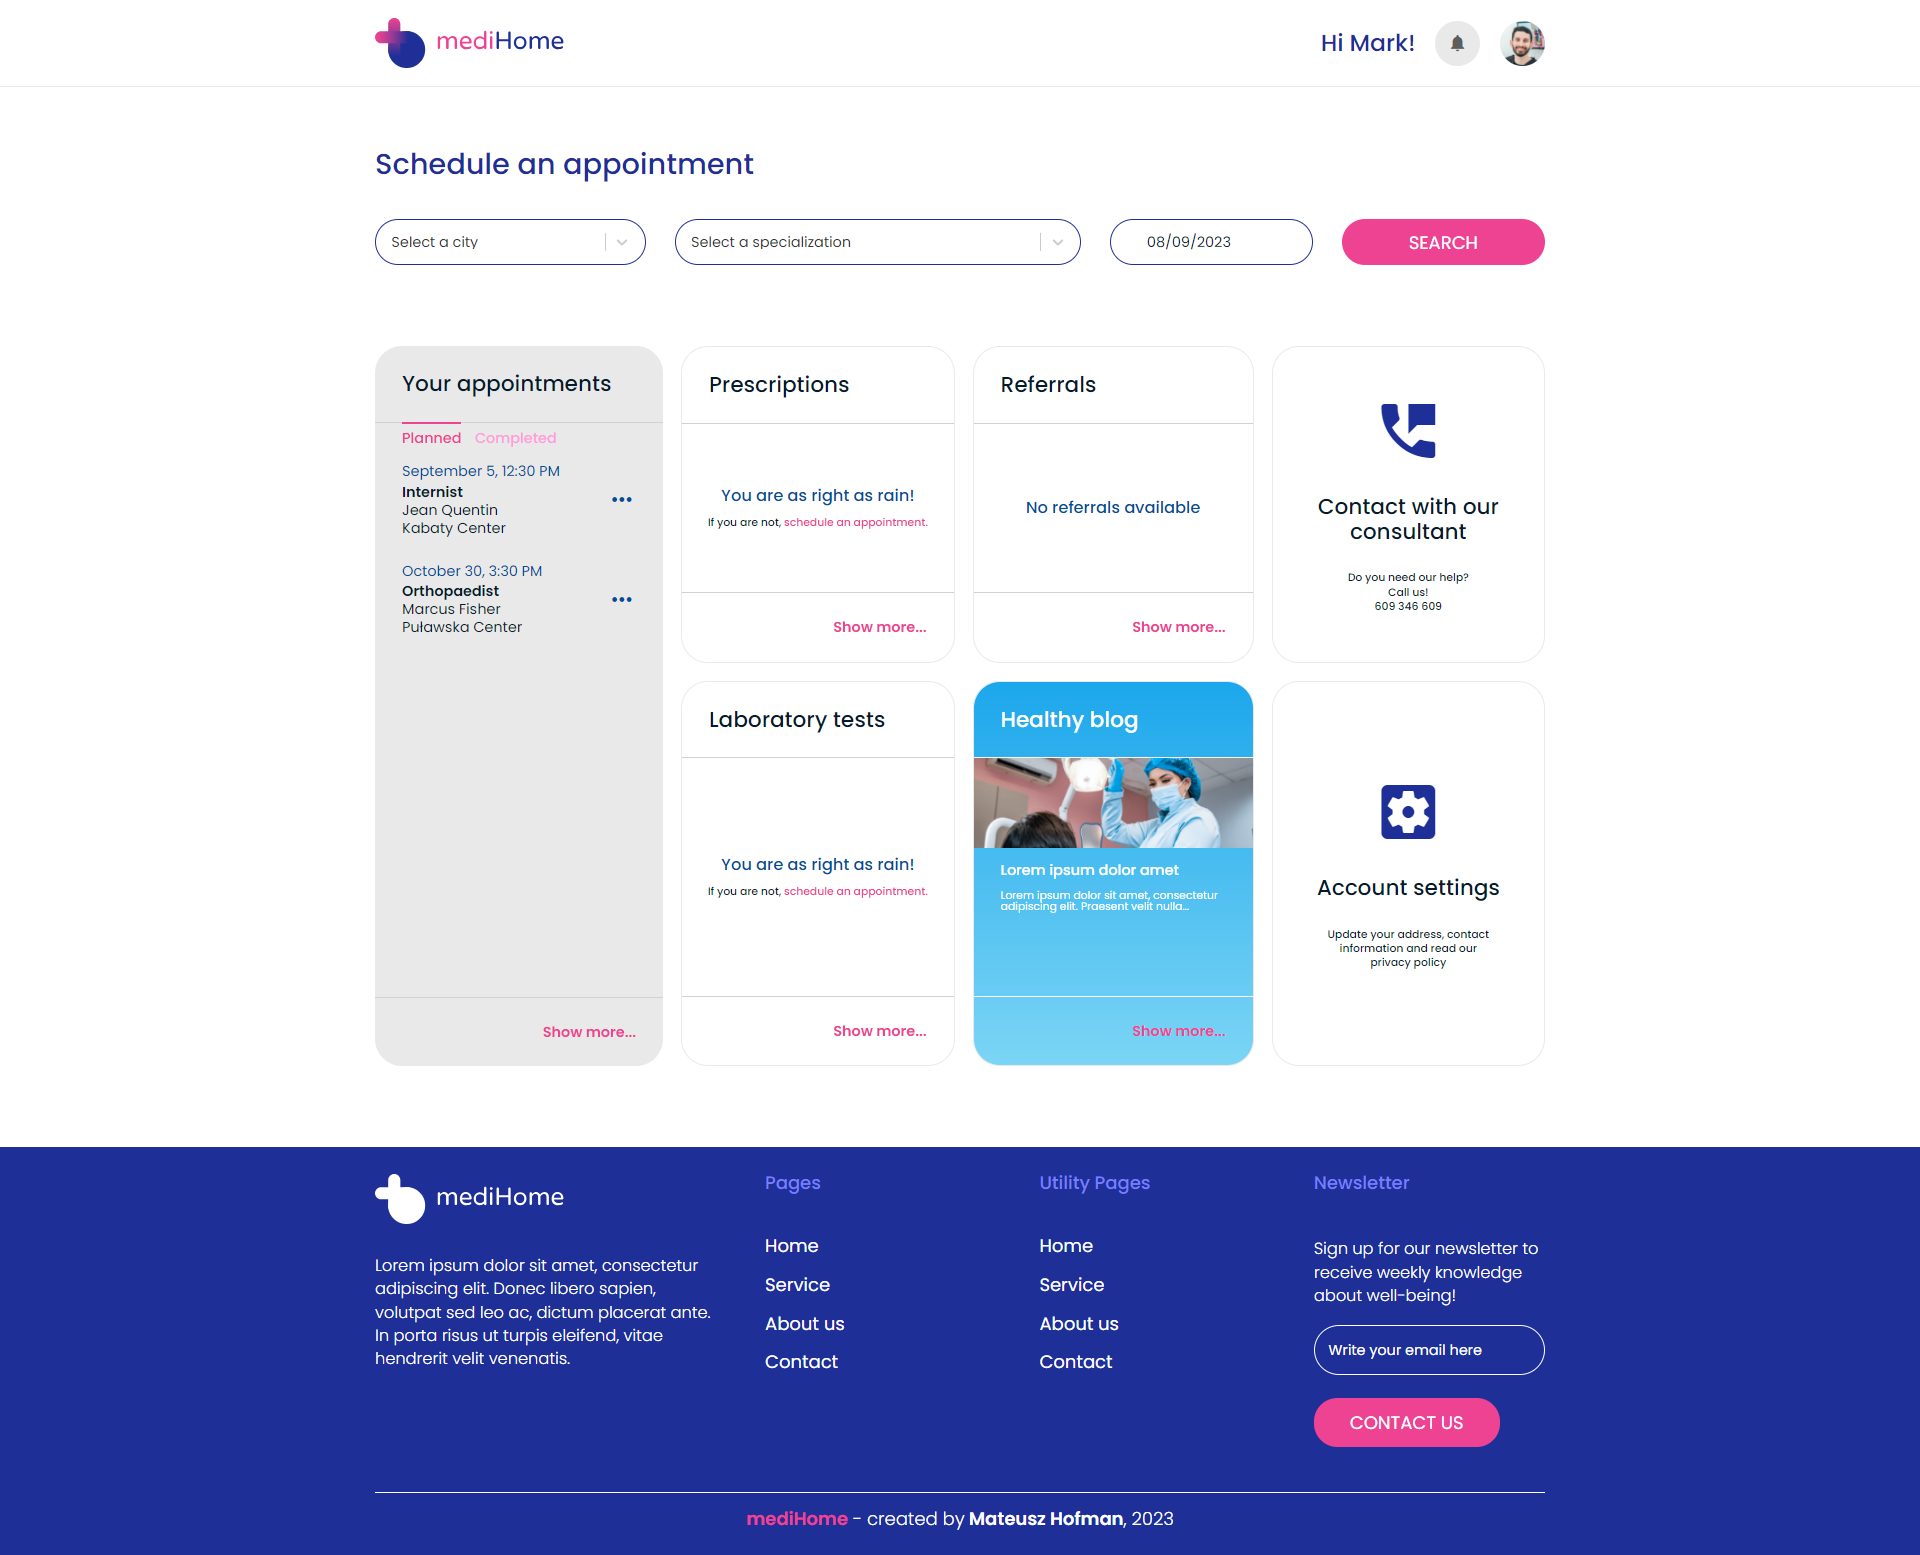 mediHome
Hi Mark!
Schedule an appointment
Select a city
Select a specialization
08/09/2023
SEARCH
Your appointments
Planned
Completed
September 5, 12:30 PM
Internist
Jean Quentin
Kabaty Center
October 30, 3:30 PM
Orthopaedist
Marcus Fisher
Puławska Center
Show more...
Prescriptions
You are as right as rain!
If you are not, schedule an appointment.
Show more...
Referrals
No referrals available
Show more...
Contact with our
consultant
Do you need our help?
Call us!
609 346 609
Laboratory tests
You are as right as rain!
If you are not, schedule an appointment.
Show more...
Healthy blog
Lorem ipsum dolor amet
Lorem ipsum dolor sit amet, consectetur
adipiscing elit. Praesent velit nulla...
Show more...
Account settings
Update your address, contact
information and read our
privacy policy
mediHome
Lorem ipsum dolor sit amet, consectetur
adipiscing elit. Donec libero sapien,
volutpat sed leo ac, dictum placerat ante.
In porta risus ut turpis eleifend, vitae
hendrerit velit venenatis.
Pages
Home
Service
About us
Contact
Utility Pages
Home
Service
About us
Contact
Newsletter
Sign up for our newsletter to
receive weekly knowledge
about well-being!
Write your email here
CONTACT US
mediHome - created by Mateusz Hofman, 2023